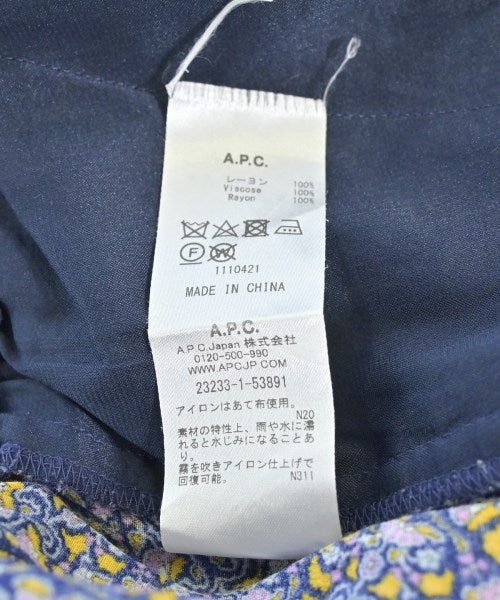 A.P.C.
レーヨン 100%
Viscose 100%
Rayon 100%
F W
1110421
MADE IN CHINA
A.P.C.
A.P.C.Japan 株式会社
0120-500-990
WWW.APCJP.COM
23233-1-53891
アイロンはあて布使用。
N20
素材の特性上、雨や水に濡
れると水じみになることあ
り。
霧を吹きアイロン仕上げで
回復可能。
N311